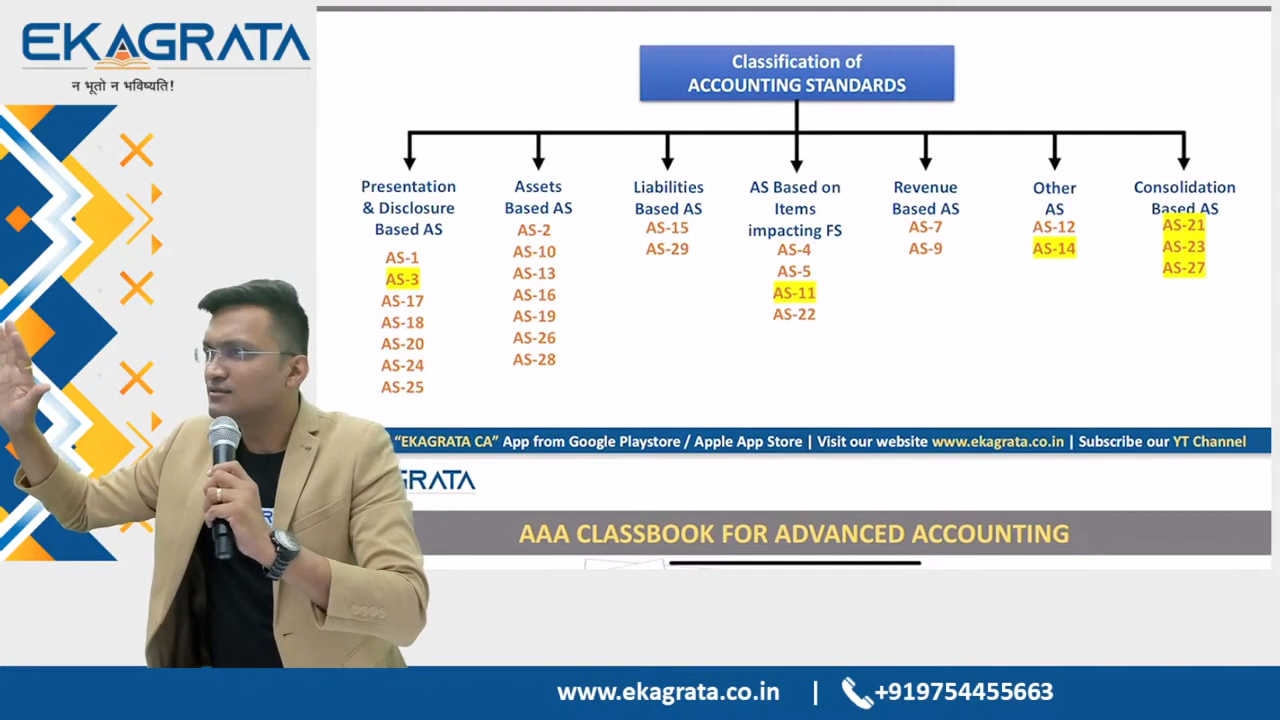 EKAGRATA
न भूतो न भविष्यति!
Classification of
ACCOUNTING STANDARDS
Presentation
& Disclosure
Based AS
AS-1
AS-3
AS-17
AS-18
AS-20
AS-24
AS-25
Assets
Based AS
AS-2
AS-10
AS-13
AS-16
AS-19
AS-26
AS-28
Liabilities
Based AS
AS-15
AS-29
AS Based on
Items
impacting FS
AS-4
AS-5
AS-11
AS-22
Revenue
Based AS
AS-7
AS-9
Other
AS
AS-12
AS-14
Consolidation
Based AS
AS-21
AS-23
AS-27
"EKAGRATA CA" App from Google Playstore / Apple App Store | Visit our website www.ekagrata.co.in | Subscribe our YT Channel
GRATA
AAA CLASSBOOK FOR ADVANCED ACCOUNTING
www.ekagrata.co.in | +919754455663